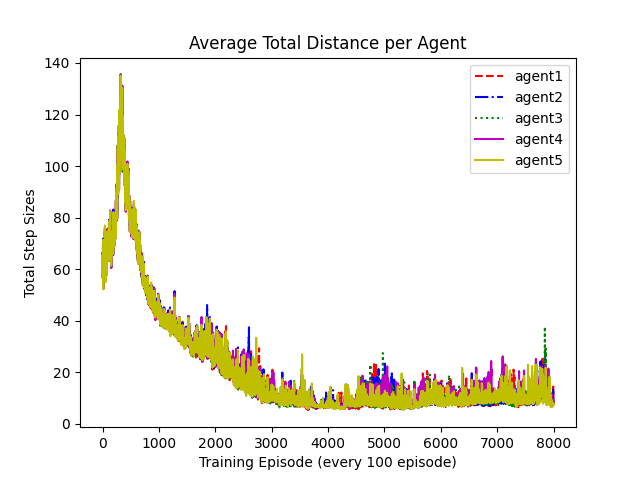 Average Total Distance per Agent
140
120
100
80
60
40
20
0
Total Step Sizes
agent1
agent2
agent3
agent4
agent5
0 1000 2000 3000 4000 5000 6000 7000 8000
Training Episode (every 100 episode)